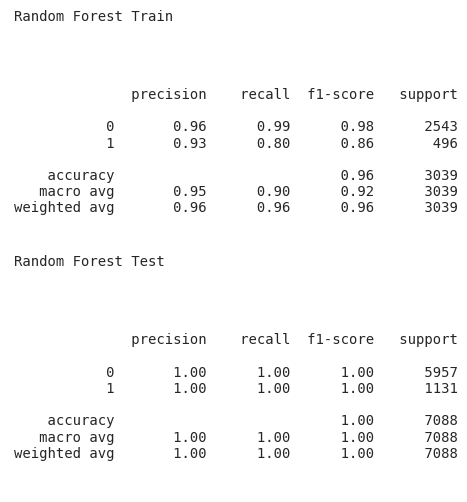 Random Forest Train
precision recall f1-score support
0 0.96 0.99 0.98 2543
1 0.93 0.80 0.86 496
accuracy 0.96 3039
macro avg 0.95 0.90 0.92 3039
weighted avg 0.96 0.96 0.96 3039
Random Forest Test
precision recall f1-score support
0 1.00 1.00 1.00 5957
1 1.00 1.00 1.00 1131
accuracy 1.00 7088
macro avg 1.00 1.00 1.00 7088
weighted avg 1.00 1.00 1.00 7088